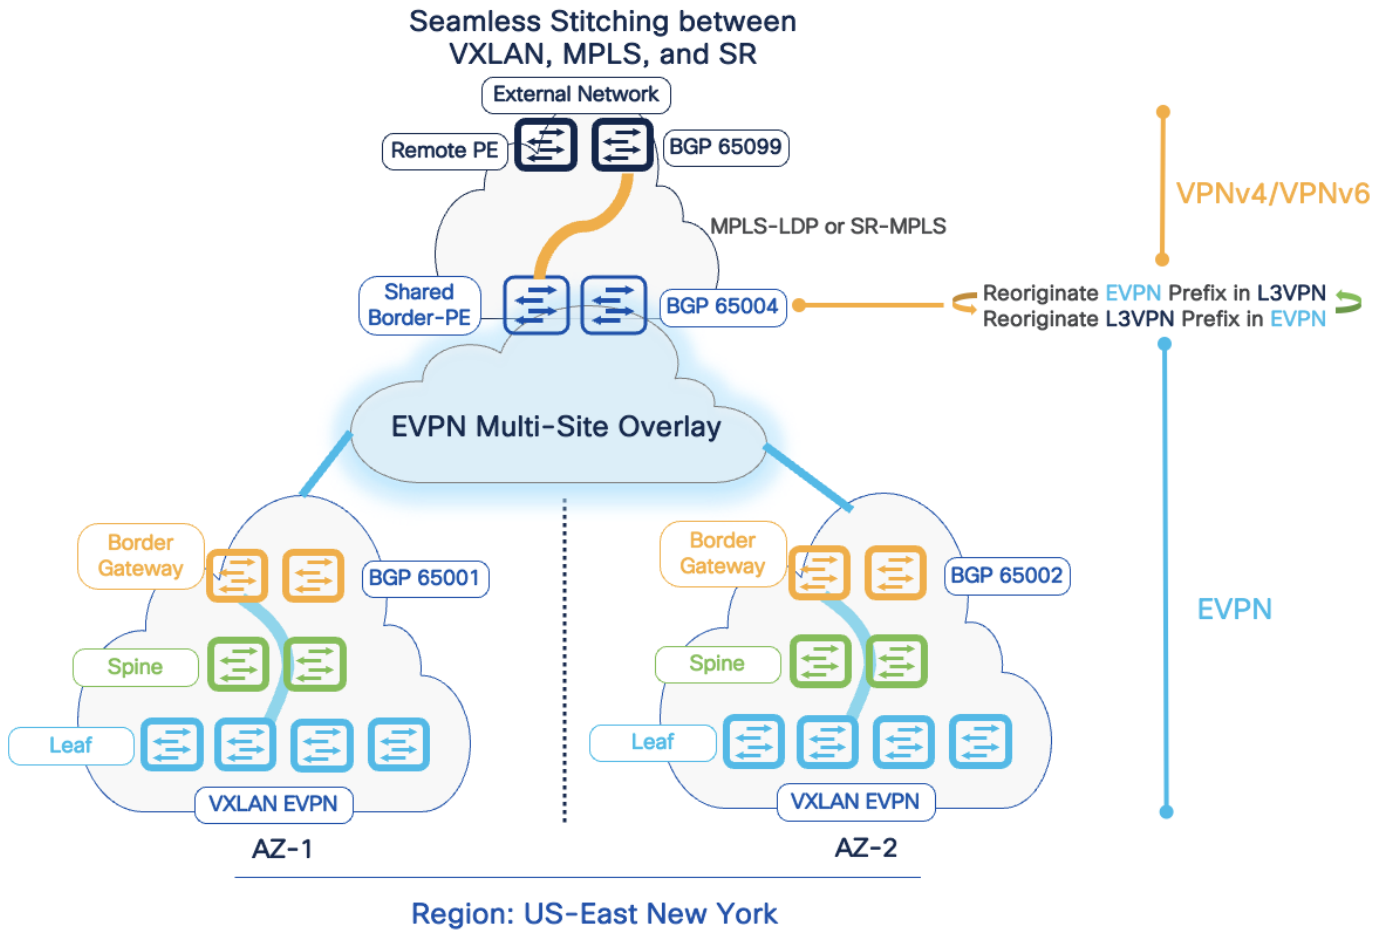 Seamless Stitching between
VXLAN, MPLS, and SR
External Network
Remote PE
BGP 65099
VPNv4/VPNv6
MPLS-LDP or SR-MPLS
Shared
Border-PE
BGP 65004
Reoriginate EVPN Prefix in L3VPN
Reoriginate L3VPN Prefix in EVPN
EVPN Multi-Site Overlay
Border
Gateway
BGP 65001
Border
Gateway
BGP 65002
EVPN
Spine
Spine
Leaf
Leaf
VXLAN EVPN
VXLAN EVPN
AZ-1
AZ-2
Region: US-East New York